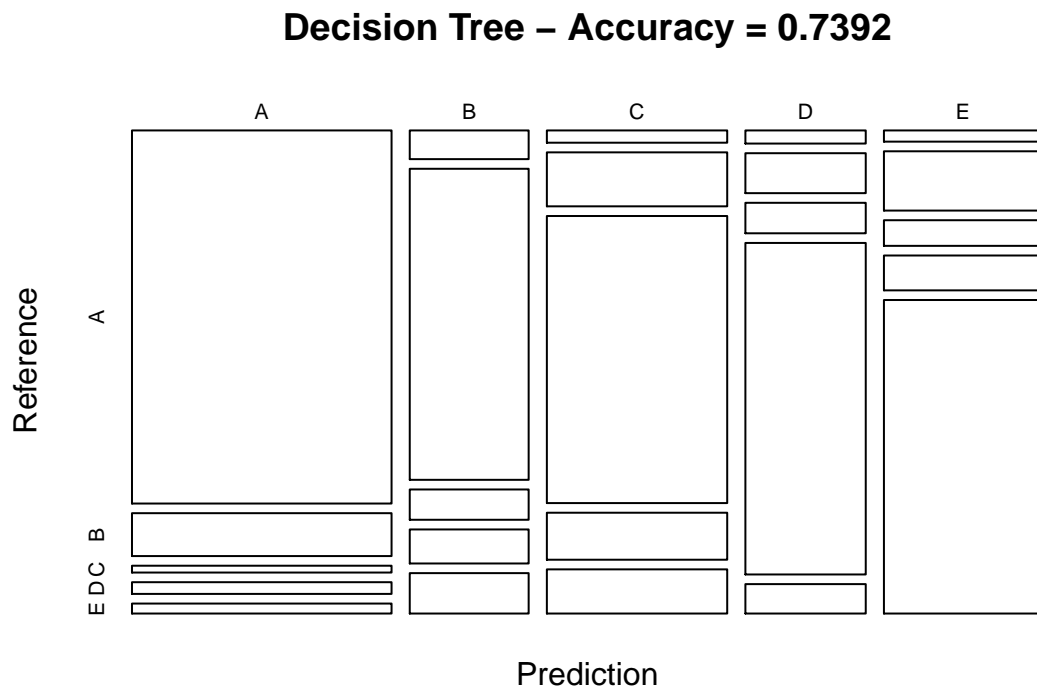 Decision Tree – Accuracy = 0.7392
A B C D E
Reference
A
B
C
D
E
Prediction